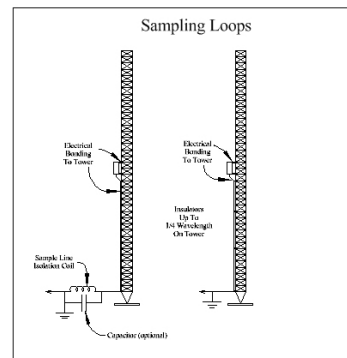 Sampling Loops
Electrical
Bonding
To Tower
Electrical
Bonding
To Tower
Insulators
Up To
1/4 Wavelength
On Tower
Sample Line
Isolation Coil
Capacitor (optional)